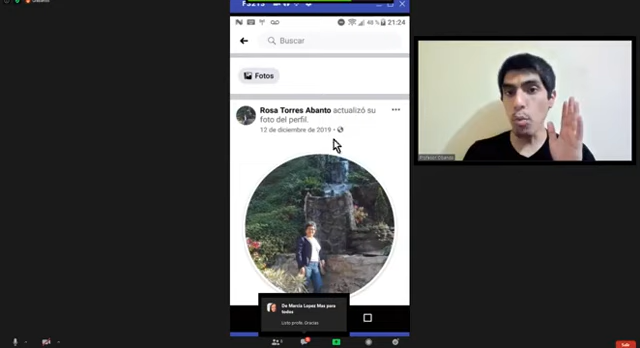 21:24
Buscar
Fotos
Rosa Torres Abanto actualizó su
foto del perfil.
12 de diciembre de 2019
De Marcia Lopez Mas para
todos
Listo profe. Gracias